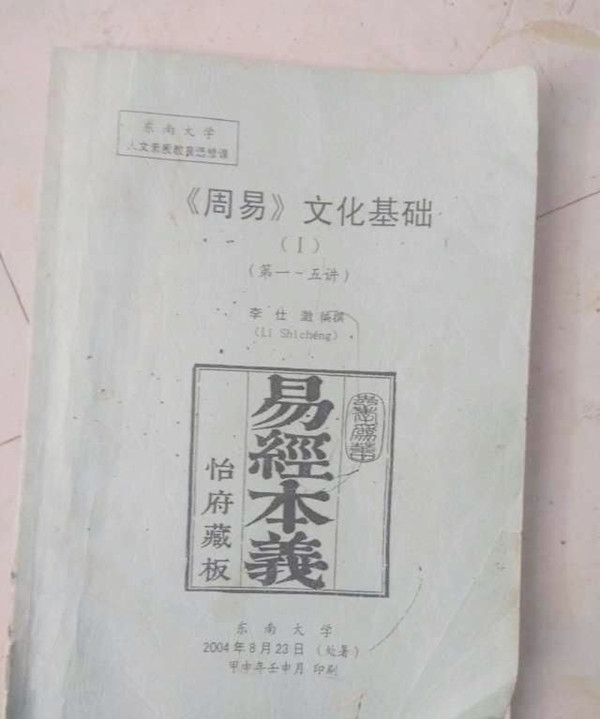 东南大学
人文素质教育选修课
《周易》文化基础
(I)
(第一~五讲)
李仕澂 编撰
(Li Shichéng)
易經本義
怡府藏板
东南大学
2004年8月23日(处暑)
甲申年壬申月 印刷